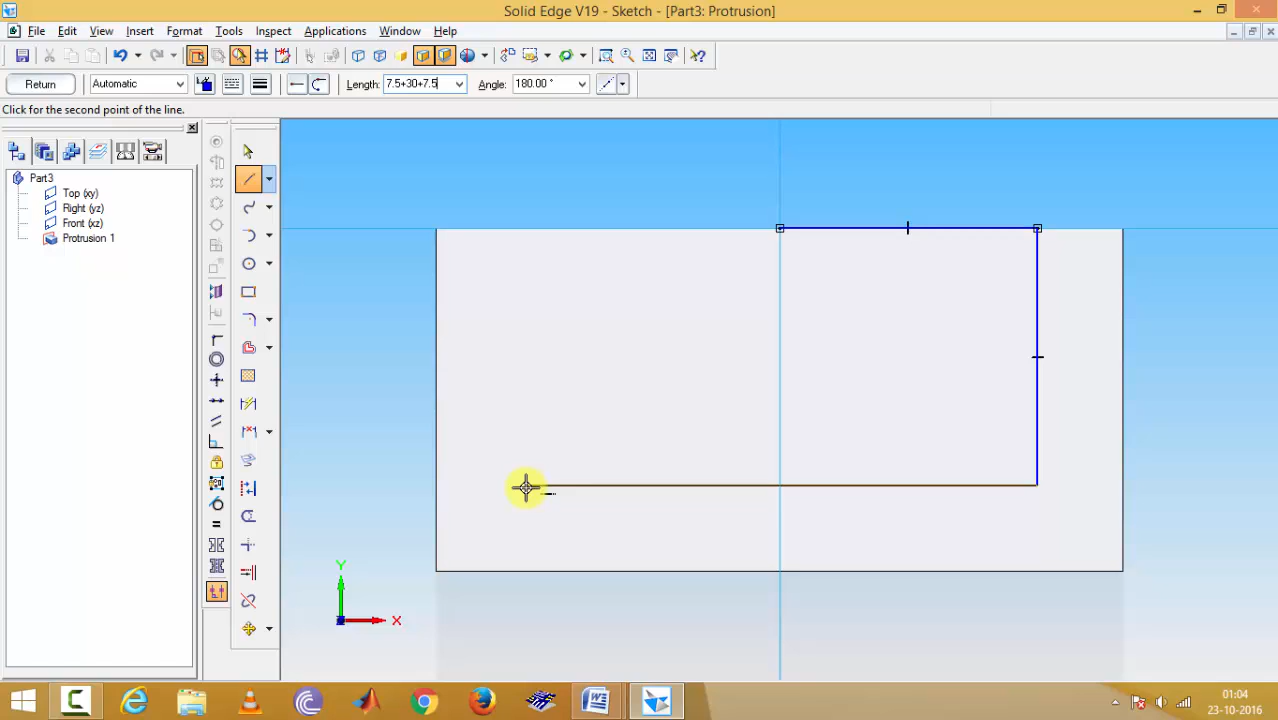 Solid Edge V19 - Sketch - [Part3: Protrusion]
File Edit View Insert Format Tools Inspect Applications Window Help
Return Automatic Length: 7.5+30+7.5 Angle: 180.00 °
Click for the second point of the line.
Part3
Top (xy)
Right (yz)
Front (xz)
Protrusion 1
Y
X
01:04
23-10-2016